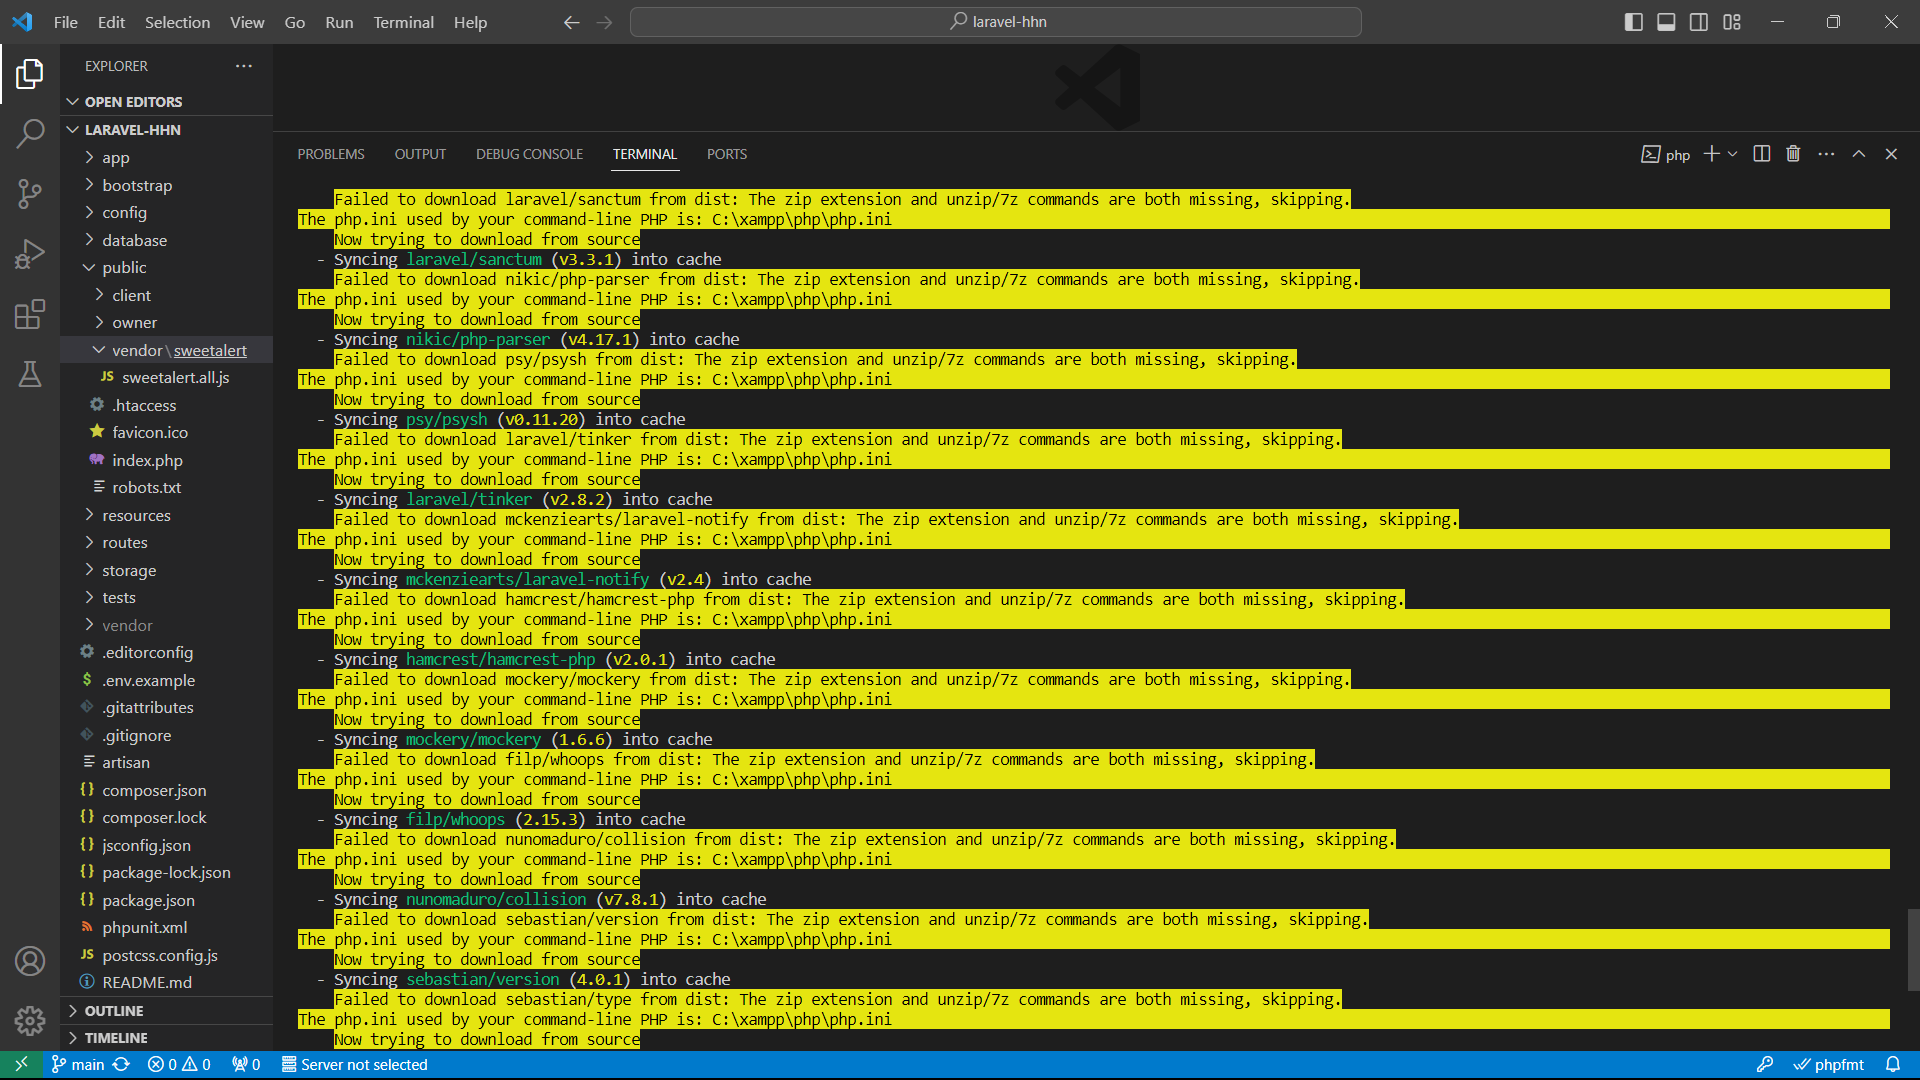 File Edit Selection View Go Run Terminal Help
laravel-hhn
EXPLORER
OPEN EDITORS
LARAVEL-HHN
app
bootstrap
config
database
public
client
owner
vendor\sweetalert
JS sweetalert.all.js
.htaccess
favicon.ico
index.php
robots.txt
resources
routes
storage
tests
vendor
.editorconfig
$ .env.example
.gitattributes
.gitignore
artisan
{} composer.json
{} composer.lock
{} jsconfig.json
{} package-lock.json
{} package.json
phpunit.xml
JS postcss.config.js
README.md
OUTLINE
TIMELINE
PROBLEMS OUTPUT DEBUG CONSOLE TERMINAL PORTS
php
Failed to download laravel/sanctum from dist: The zip extension and unzip/7z commands are both missing, skipping.
The php.ini used by your command-line PHP is: C:\xampp\php\php.ini
Now trying to download from source
- Syncing laravel/sanctum (v3.3.1) into cache
Failed to download nikic/php-parser from dist: The zip extension and unzip/7z commands are both missing, skipping.
The php.ini used by your command-line PHP is: C:\xampp\php\php.ini
Now trying to download from source
- Syncing nikic/php-parser (v4.17.1) into cache
Failed to download psy/psysh from dist: The zip extension and unzip/7z commands are both missing, skipping.
The php.ini used by your command-line PHP is: C:\xampp\php\php.ini
Now trying to download from source
- Syncing psy/psysh (v0.11.20) into cache
Failed to download laravel/tinker from dist: The zip extension and unzip/7z commands are both missing, skipping.
The php.ini used by your command-line PHP is: C:\xampp\php\php.ini
Now trying to download from source
- Syncing laravel/tinker (v2.8.2) into cache
Failed to download mckenziearts/laravel-notify from dist: The zip extension and unzip/7z commands are both missing, skipping.
The php.ini used by your command-line PHP is: C:\xampp\php\php.ini
Now trying to download from source
- Syncing mckenziearts/laravel-notify (v2.4) into cache
Failed to download hamcrest/hamcrest-php from dist: The zip extension and unzip/7z commands are both missing, skipping.
The php.ini used by your command-line PHP is: C:\xampp\php\php.ini
Now trying to download from source
- Syncing hamcrest/hamcrest-php (v2.0.1) into cache
Failed to download mockery/mockery from dist: The zip extension and unzip/7z commands are both missing, skipping.
The php.ini used by your command-line PHP is: C:\xampp\php\php.ini
Now trying to download from source
- Syncing mockery/mockery (1.6.6) into cache
Failed to download filp/whoops from dist: The zip extension and unzip/7z commands are both missing, skipping.
The php.ini used by your command-line PHP is: C:\xampp\php\php.ini
Now trying to download from source
- Syncing filp/whoops (2.15.3) into cache
Failed to download nunomaduro/collision from dist: The zip extension and unzip/7z commands are both missing, skipping.
The php.ini used by your command-line PHP is: C:\xampp\php\php.ini
Now trying to download from source
- Syncing nunomaduro/collision (v7.8.1) into cache
Failed to download sebastian/version from dist: The zip extension and unzip/7z commands are both missing, skipping.
The php.ini used by your command-line PHP is: C:\xampp\php\php.ini
Now trying to download from source
- Syncing sebastian/version (4.0.1) into cache
Failed to download sebastian/type from dist: The zip extension and unzip/7z commands are both missing, skipping.
The php.ini used by your command-line PHP is: C:\xampp\php\php.ini
Now trying to download from source
main 0 0 0 Server not selected phpfmt